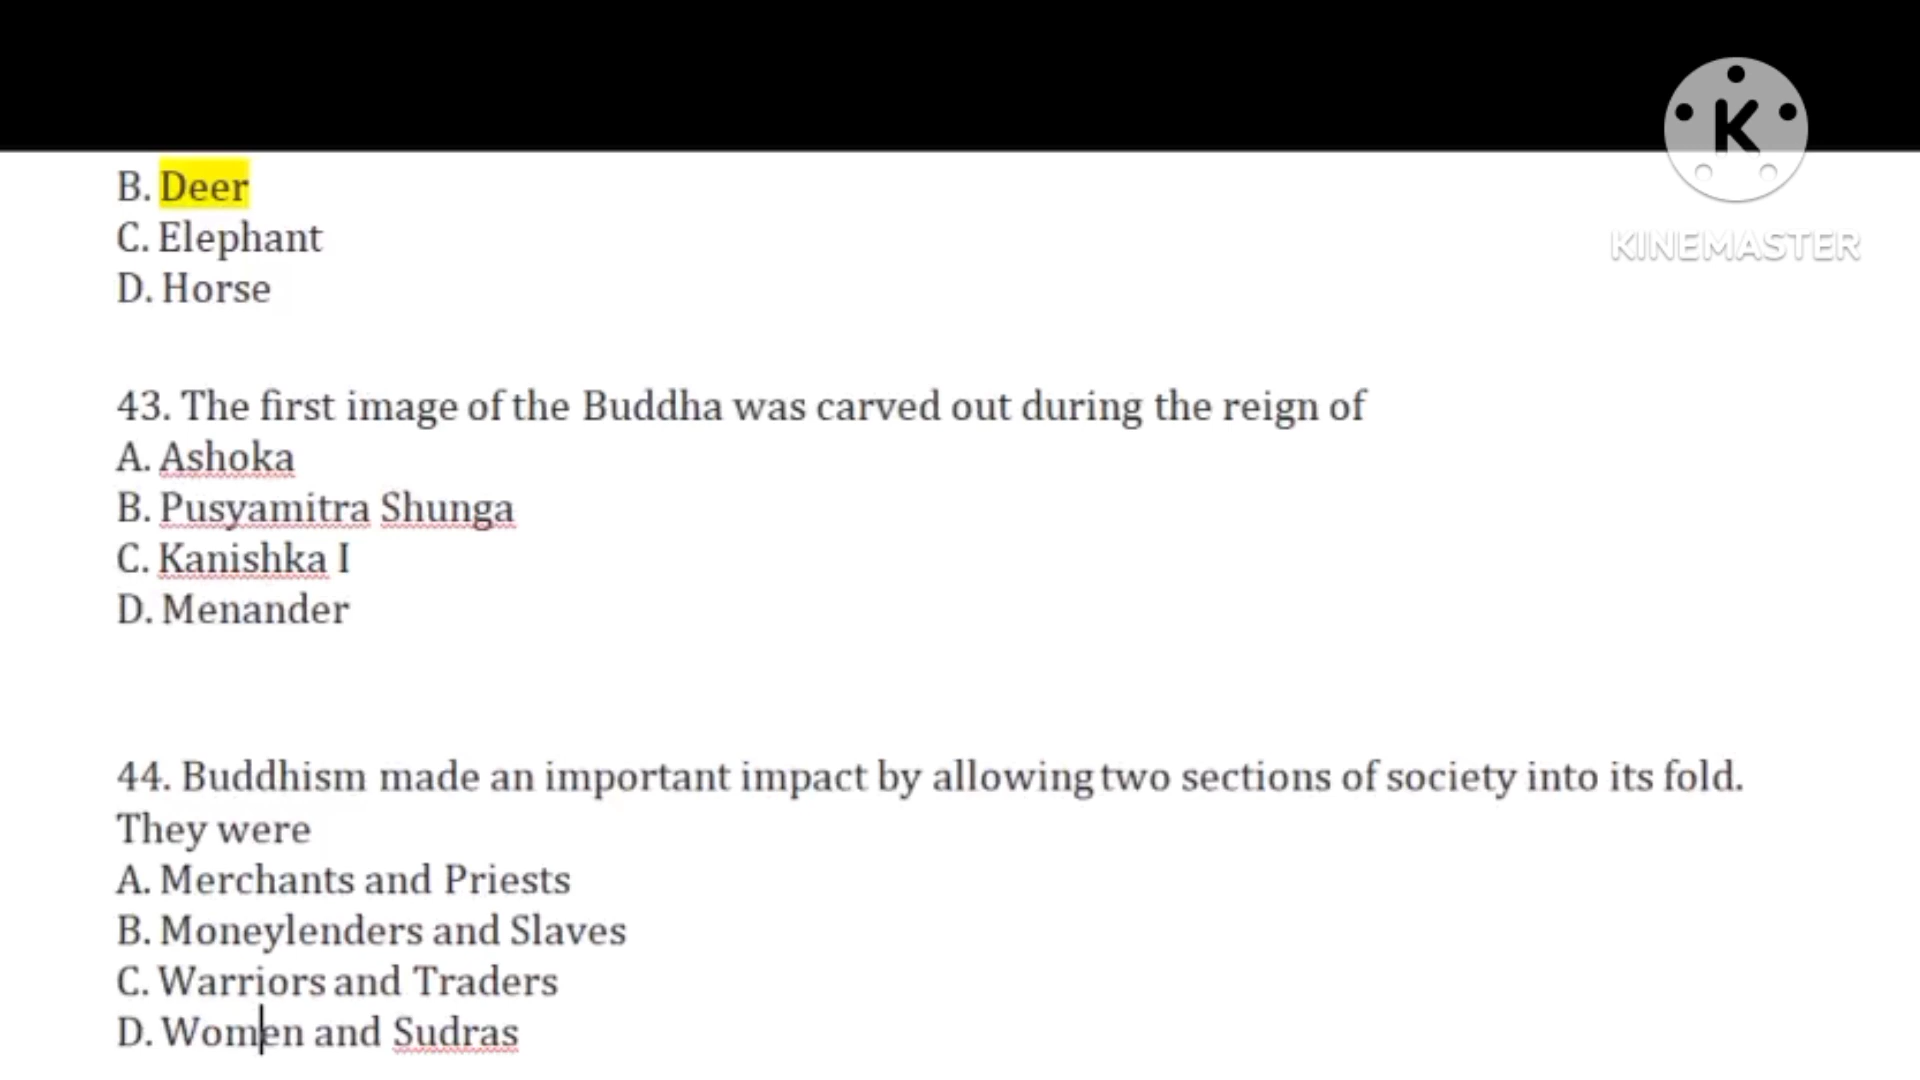 K
KINEMASTER
B. Deer
C. Elephant
D. Horse
43. The first image of the Buddha was carved out during the reign of
A. Ashoka
B. Pusyamitra Shunga
C. Kanishka I
D. Menander
44. Buddhism made an important impact by allowing two sections of society into its fold.
They were
A. Merchants and Priests
B. Moneylenders and Slaves
C. Warriors and Traders
D. Women and Sudras